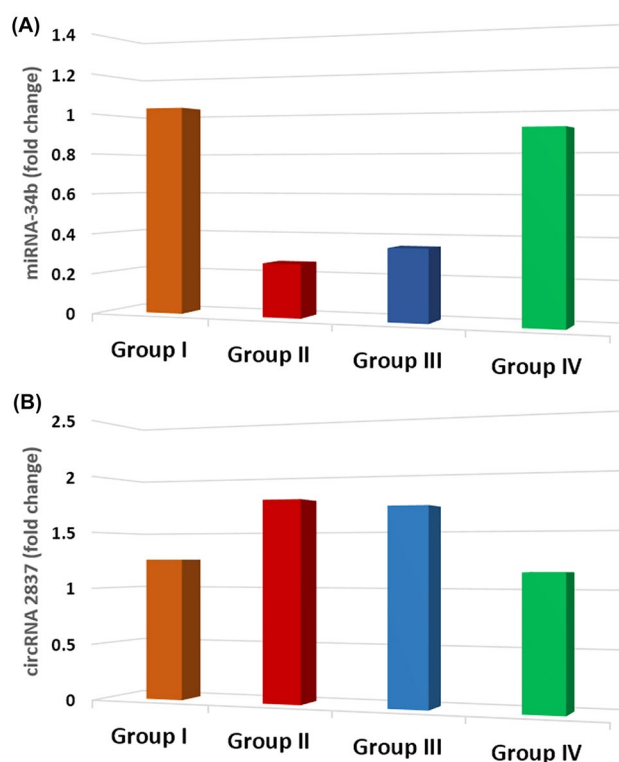 (A)
miRNA-34b (fold change)
1.4
1.2
1
0.8
0.6
0.4
0.2
0
Group I
Group II
Group III
Group IV
(B)
circRNA 2837 (fold change)
2.5
2
1.5
1
0.5
0
Group I
Group II
Group III
Group IV